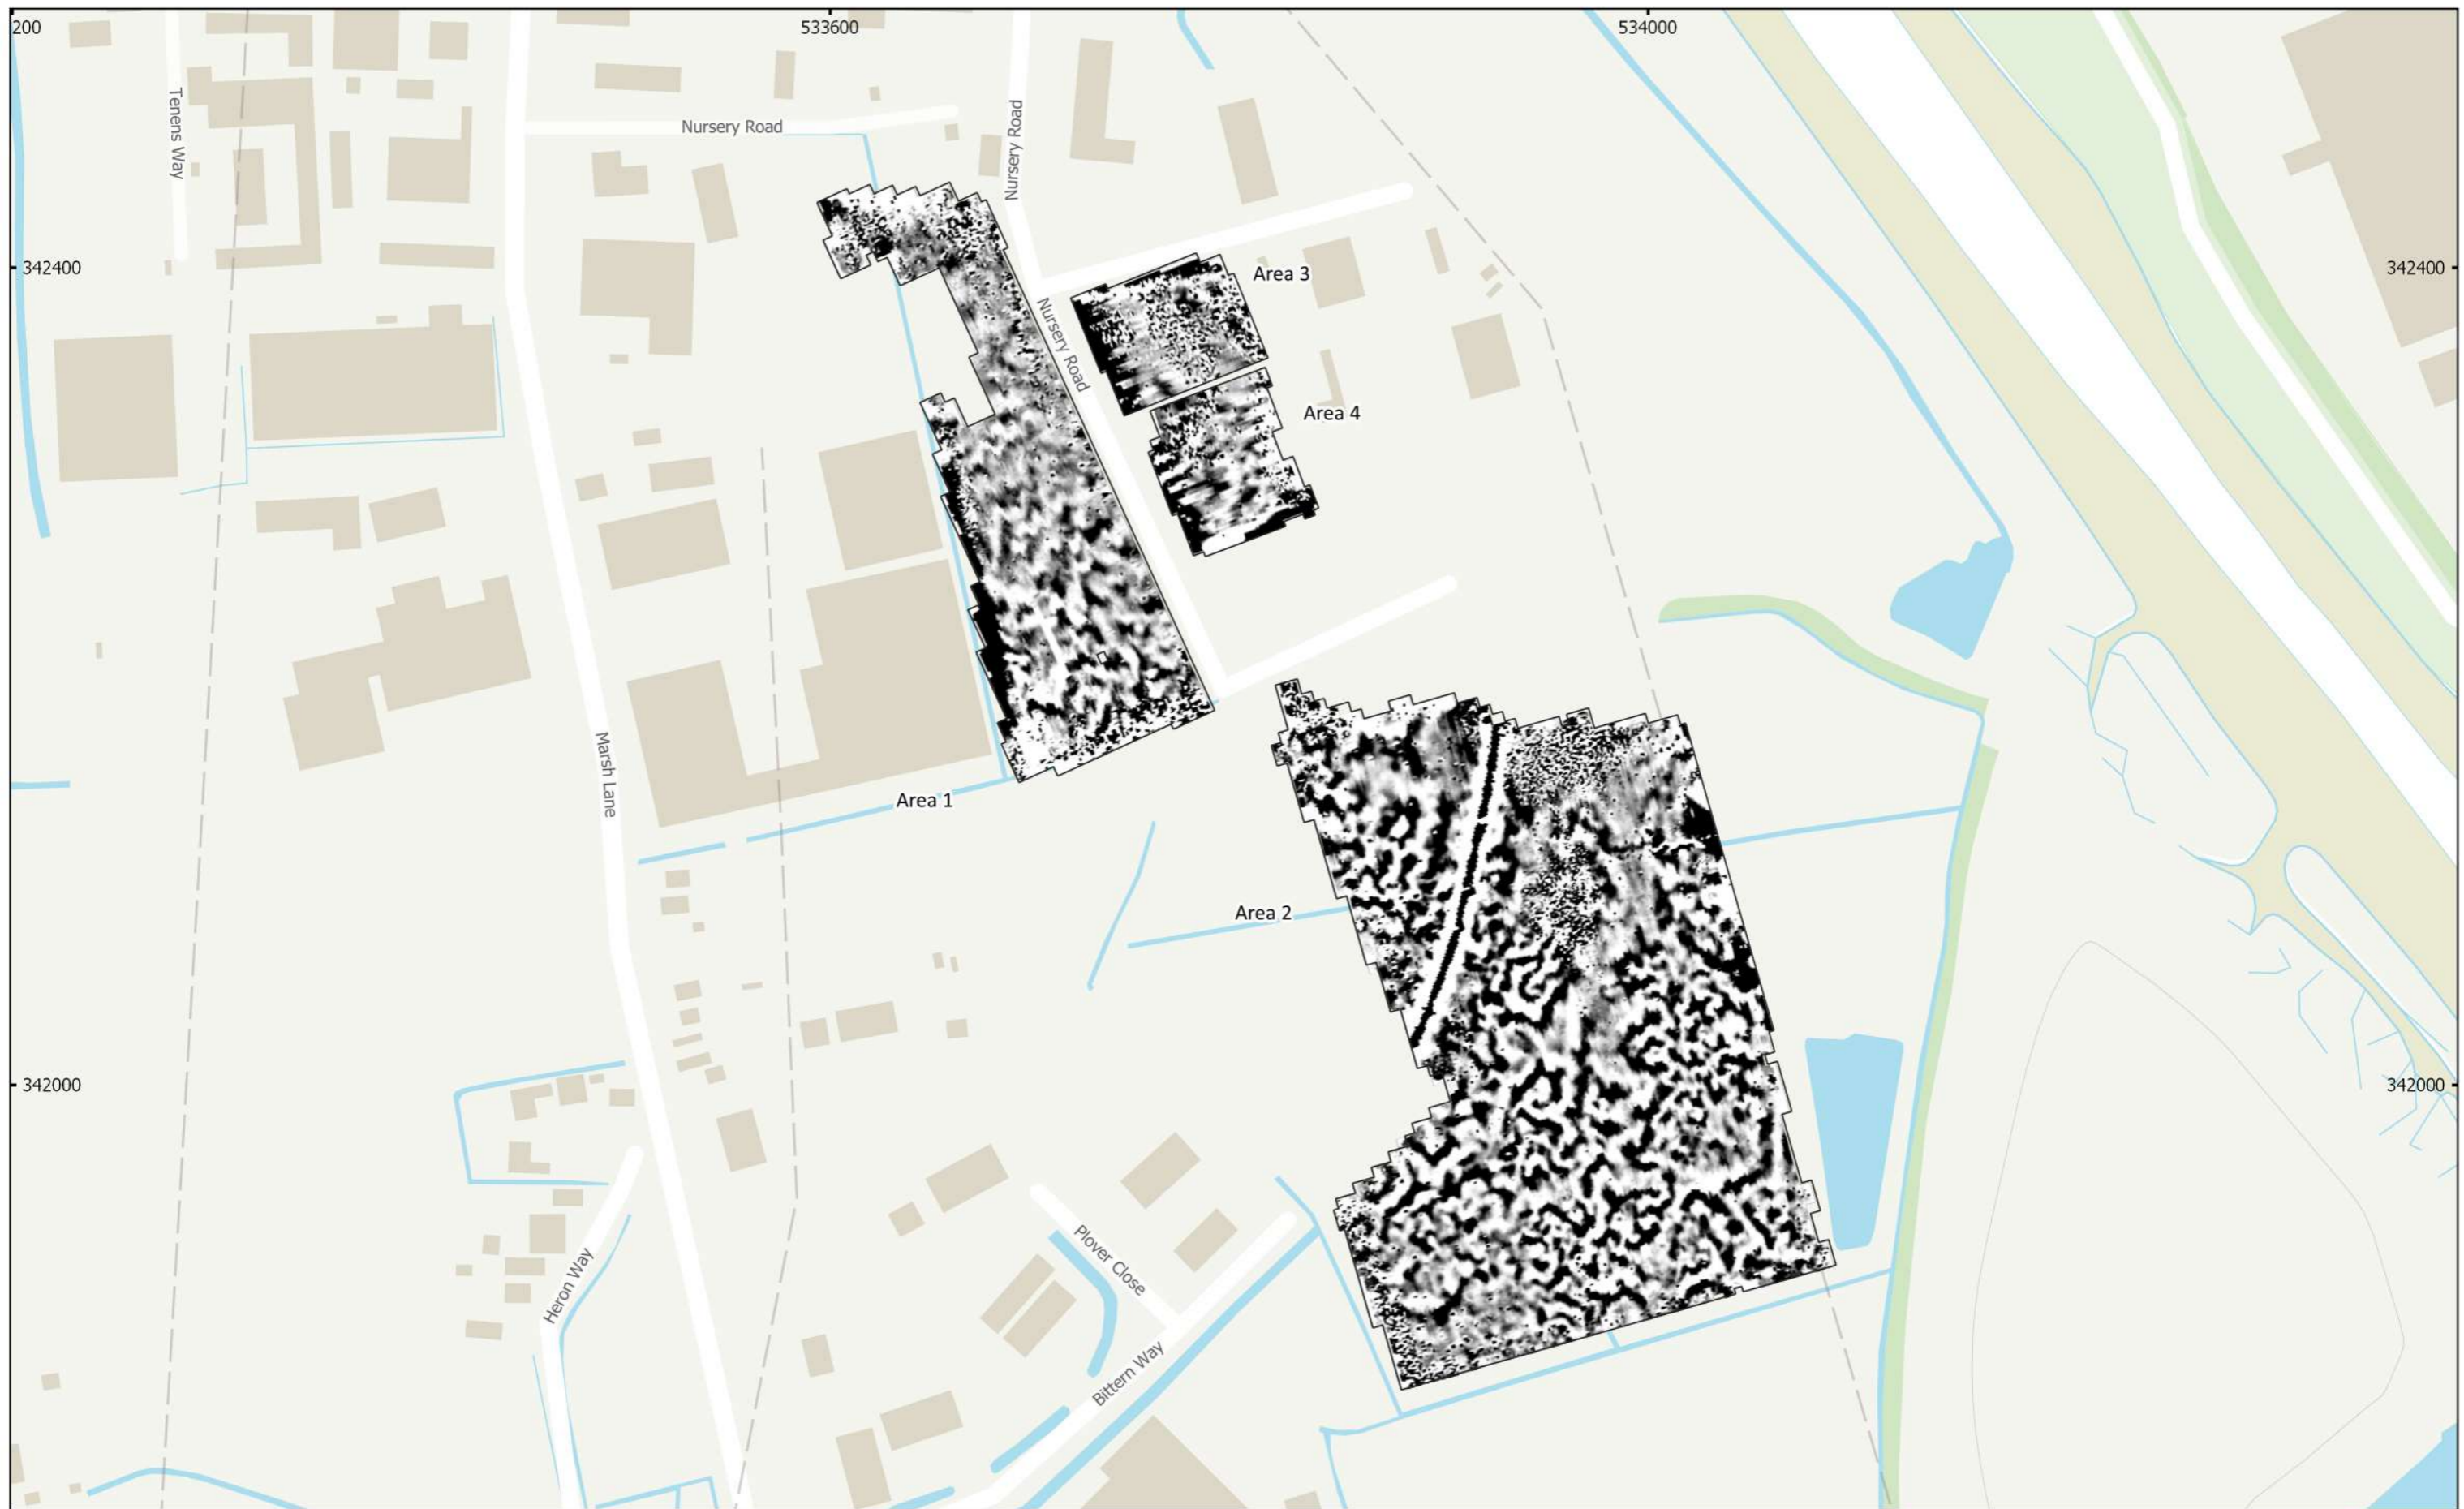 200
533600
534000
Tenens Way
Nursery Road
Nursery Road
342400
342400
Area 3
Nursery Road
Area 4
Marsh Lane
Area 1
Area 2
342000
342000
Plover Close
Heron Way
Bittern Way